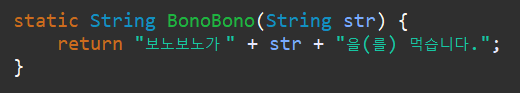 static String BonoBono(String str) {
    return "보노보노가 " + str + "을(를) 먹습니다.";
}